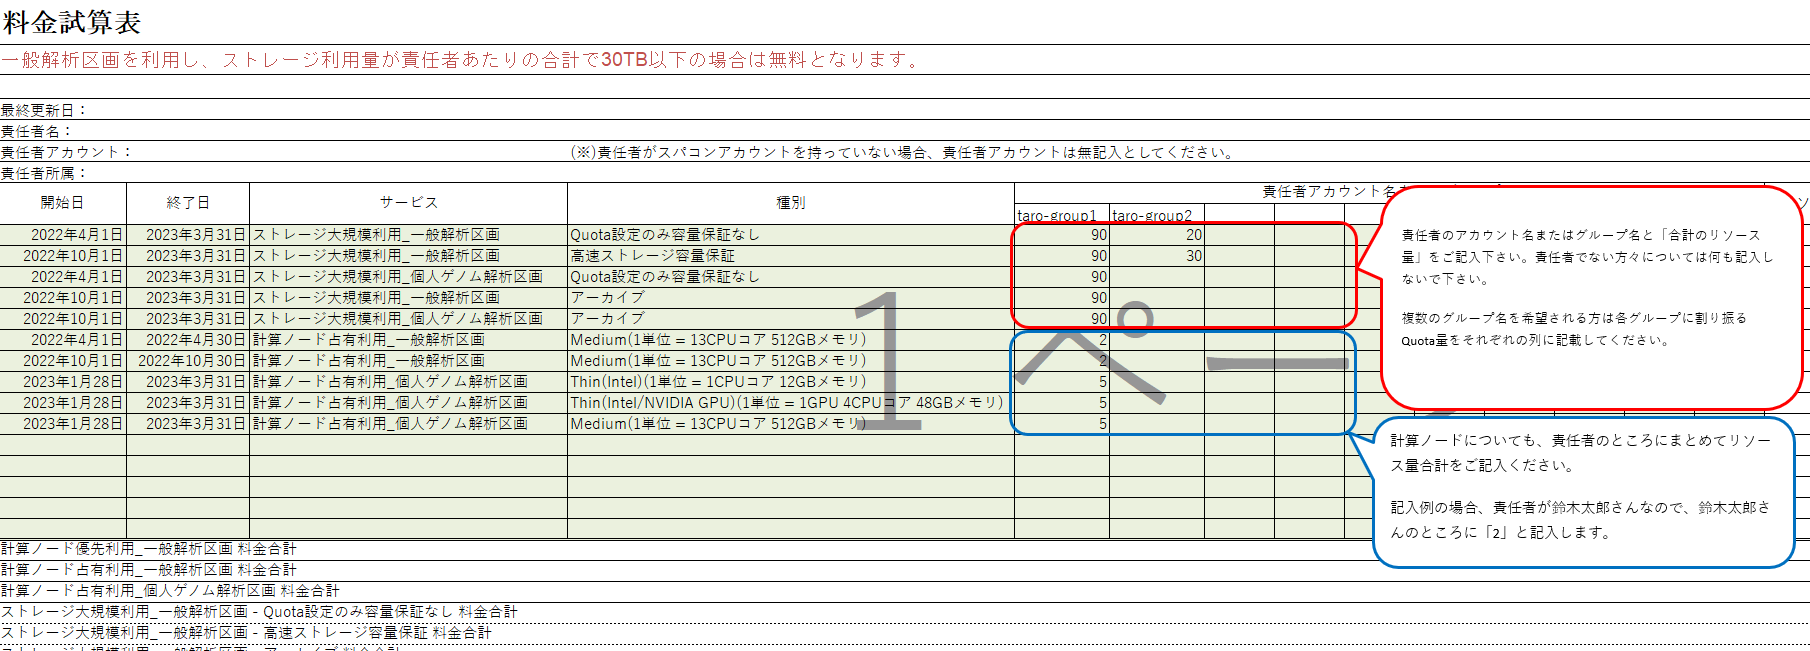 料金試算表
一般解析区画を利用し、ストレージ利用量が責任者あたりの合計で30TB以下の場合は無料となります。
最終更新日：
責任者名：
責任者アカウント： (※)責任者がスパコンアカウントを持っていない場合、責任者アカウントは無記入としてください。
責任者所属：
開始日 終了日 サービス 種別 責任者アカウント名
taro-group1 taro-group2
2022年4月1日 2023年3月31日 ストレージ大規模利用_一般解析区画 Quota設定のみ容量保証なし 90 20
2022年10月1日 2023年3月31日 ストレージ大規模利用_一般解析区画 高速ストレージ容量保証 90 30
2022年4月1日 2023年3月31日 ストレージ大規模利用_個人ゲノム解析区画 Quota設定のみ容量保証なし 90
2022年10月1日 2023年3月31日 ストレージ大規模利用_一般解析区画 アーカイブ 90
2022年10月1日 2023年3月31日 ストレージ大規模利用_個人ゲノム解析区画 アーカイブ 90
2022年4月1日 2022年4月30日 計算ノード占有利用_一般解析区画 Medium(1単位 = 13CPUコア 512GBメモリ) 2
2022年10月1日 2022年10月30日 計算ノード占有利用_一般解析区画 Medium(1単位 = 13CPUコア 512GBメモリ) 2
2023年1月28日 2023年3月31日 計算ノード占有利用_個人ゲノム解析区画 Thin(Intel)(1単位 = 1CPUコア 12GBメモリ) 5
2023年1月28日 2023年3月31日 計算ノード占有利用_個人ゲノム解析区画 Thin(Intel/NVIDIA GPU)(1単位 = 1GPU 4CPUコア 48GBメモリ) 5
2023年1月28日 2023年3月31日 計算ノード占有利用_個人ゲノム解析区画 Medium(1単位 = 13CPUコア 512GBメモリ) 5
1 ペー
責任者のアカウント名またはグループ名と「合計のリソース
量」をご記入下さい。責任者でない方々については何も記入し
ないで下さい。
複数のグループ名を希望される方は各グループに割り振る
Quota量をそれぞれの列に記載してください。
計算ノードについても、責任者のところにまとめてリソー
ス量合計をご記入ください。
記入例の場合、責任者が鈴木太郎さんなので、鈴木太郎さ
んのところに「2」と記入します。
計算ノード優先利用_一般解析区画 料金合計
計算ノード占有利用_一般解析区画 料金合計
計算ノード占有利用_個人ゲノム解析区画 料金合計
ストレージ大規模利用_一般解析区画 - Quota設定のみ容量保証なし 料金合計
ストレージ大規模利用_一般解析区画 - 高速ストレージ容量保証 料金合計